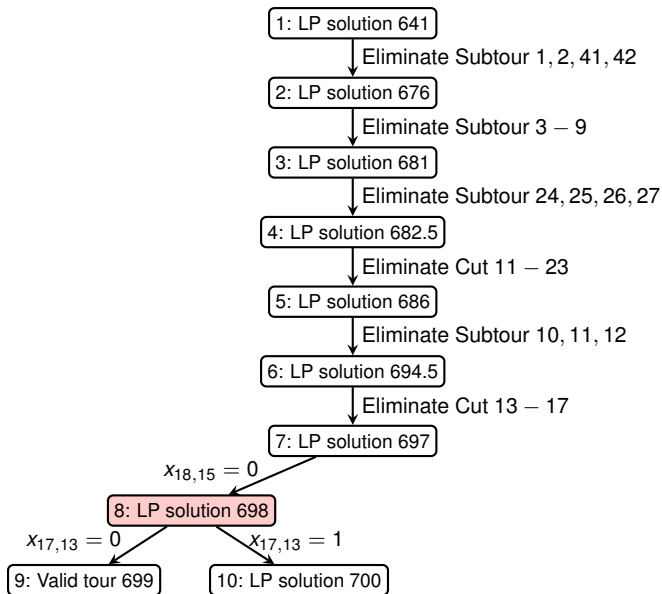 1: LP solution 641
Eliminate Subtour 1, 2, 41, 42
2: LP solution 676
Eliminate Subtour 3 − 9
3: LP solution 681
Eliminate Subtour 24, 25, 26, 27
4: LP solution 682.5
Eliminate Cut 11 − 23
5: LP solution 686
Eliminate Subtour 10, 11, 12
6: LP solution 694.5
Eliminate Cut 13 − 17
7: LP solution 697
x18,15 = 0
8: LP solution 698
x17,13 = 0
x17,13 = 1
9: Valid tour 699
10: LP solution 700